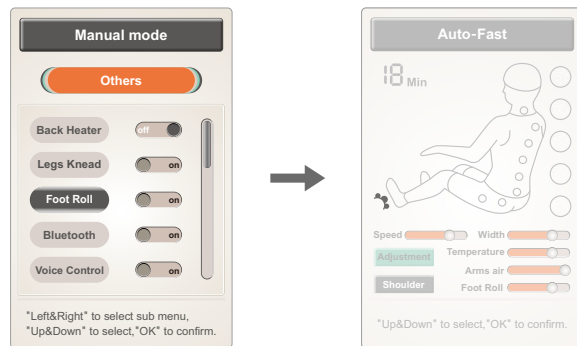 Manual mode
Others
Back Heater off
Legs Knead on
Foot Roll on
Bluetooth on
Voice Control on
"Left&Right" to select sub menu,
"Up&Down" to select,"OK" to confirm.
Auto-Fast
18 Min
Speed Width
Adjustment Temperature
Arms air
Shoulder Foot Roll
"Up&Down" to select,"OK" to confirm.